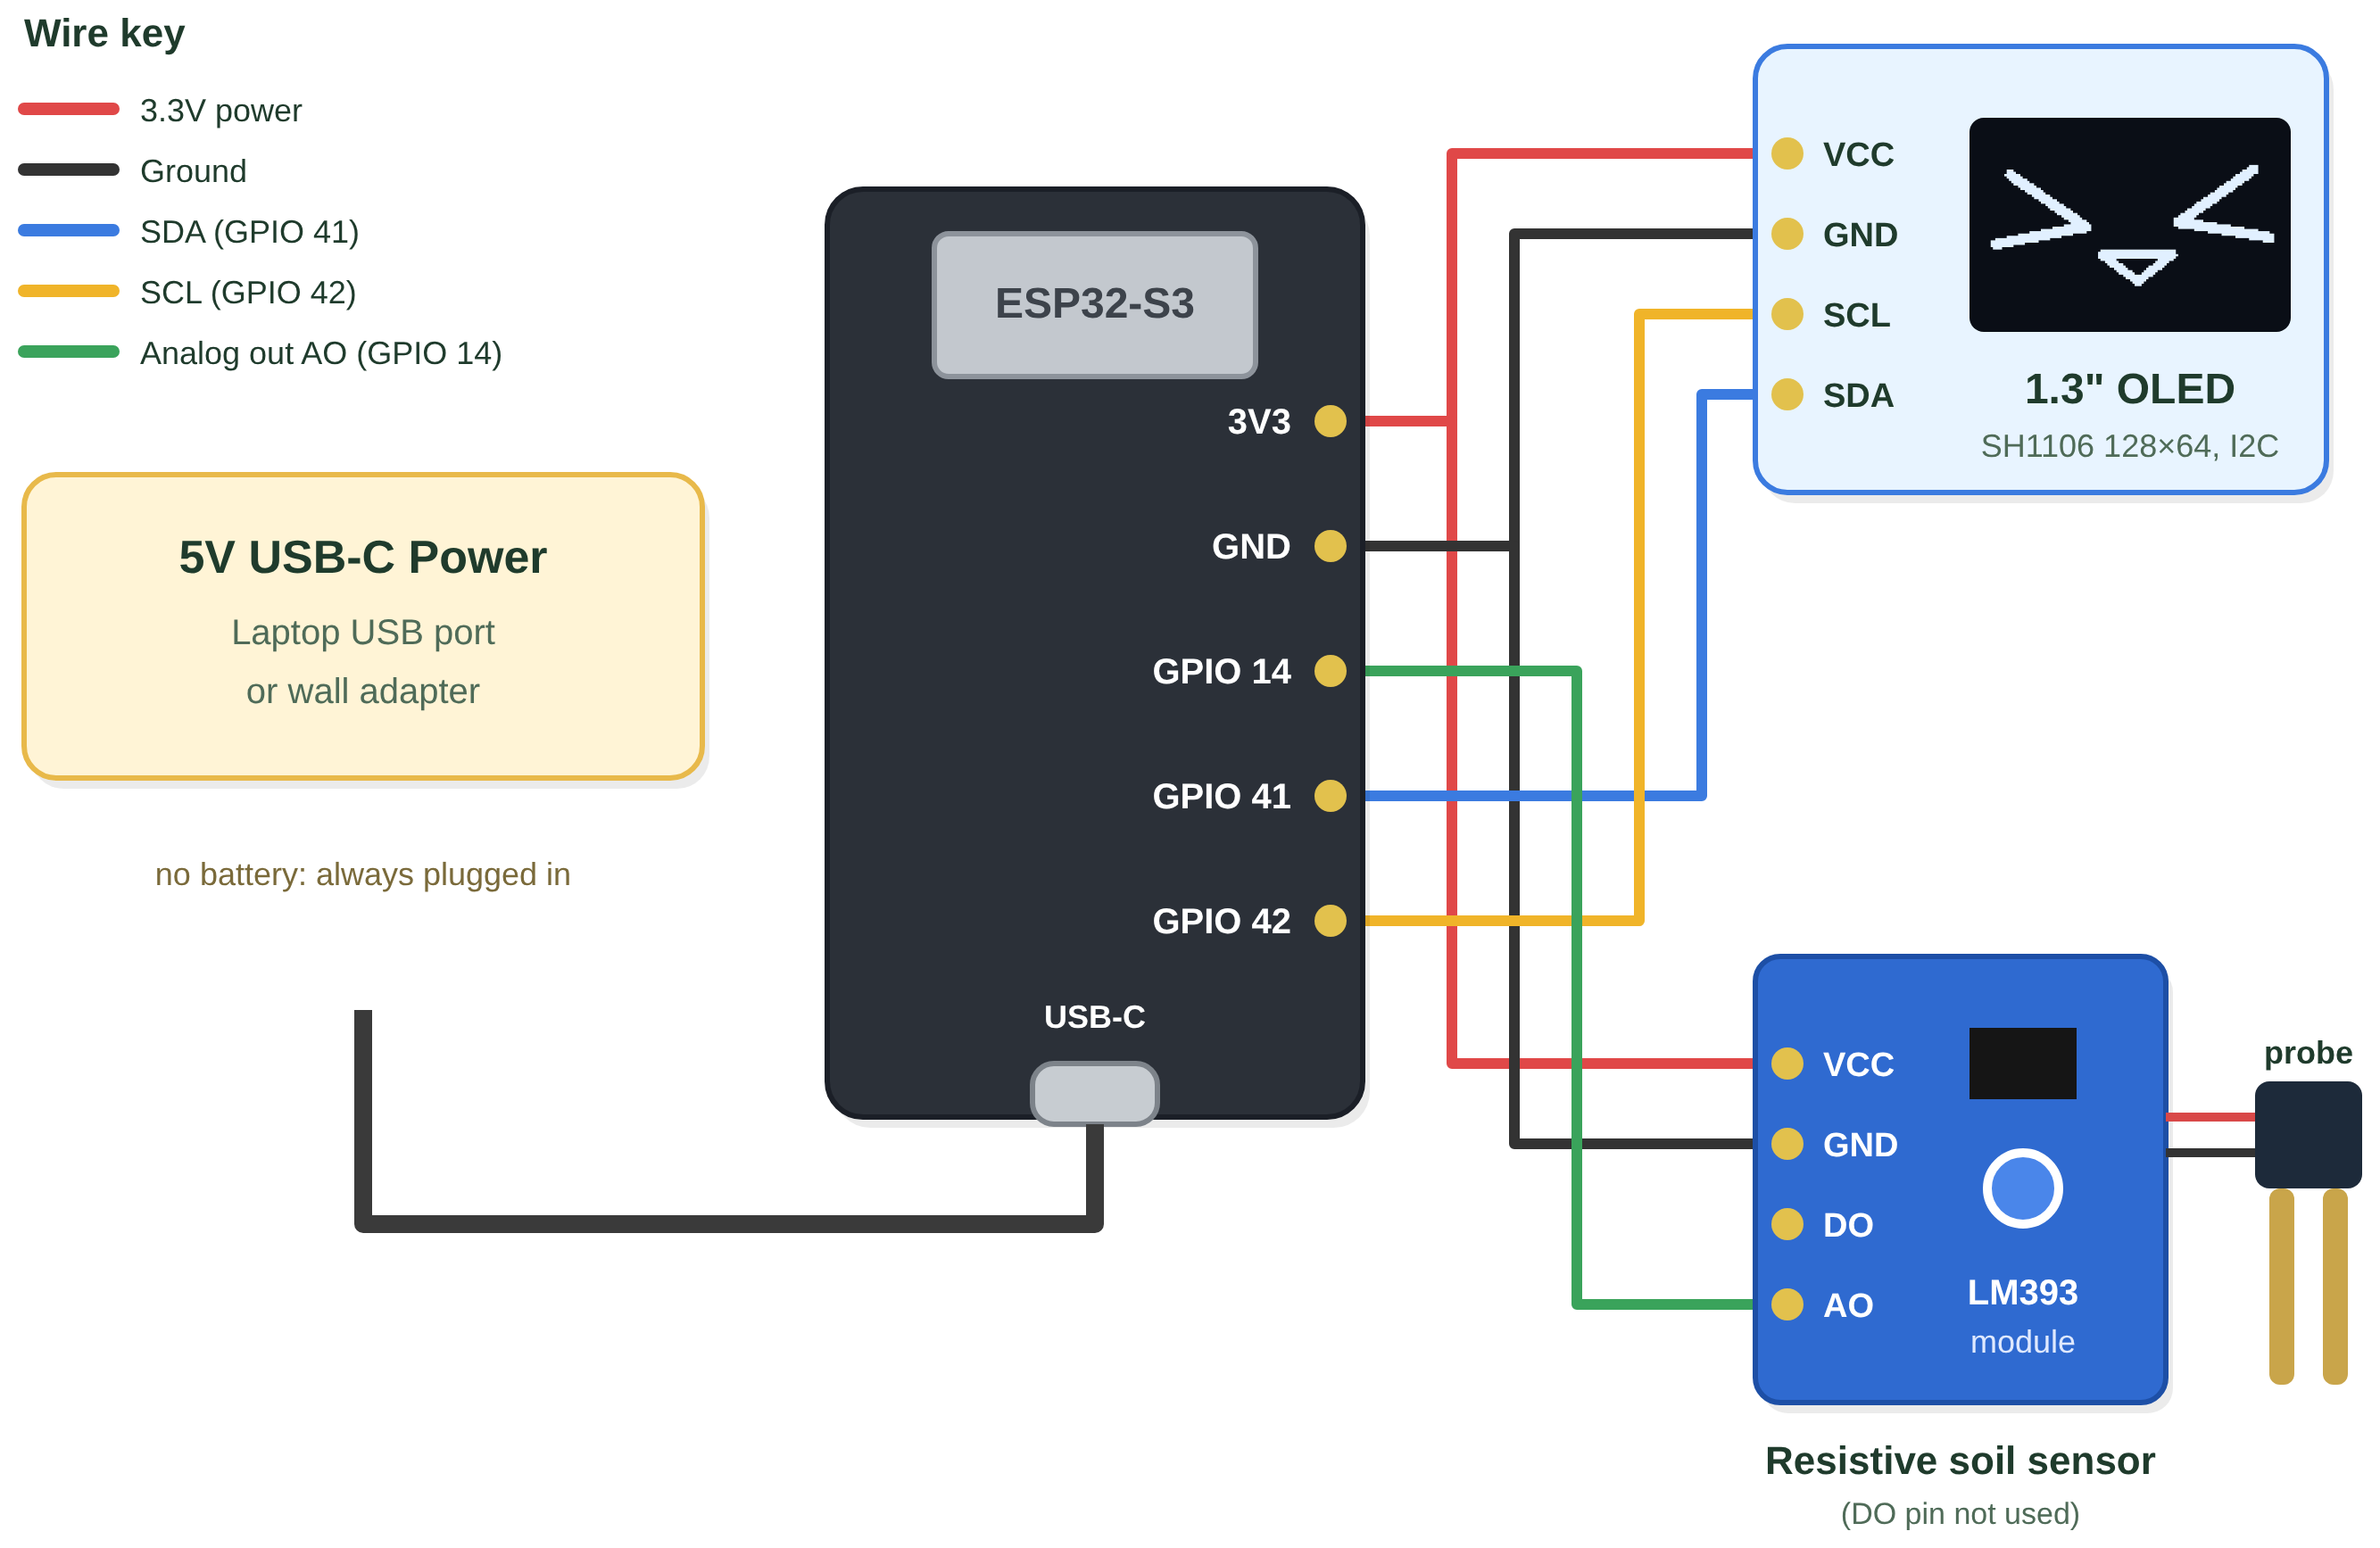 Wire key
3.3V power
Ground
SDA (GPIO 41)
SCL (GPIO 42)
Analog out AO (GPIO 14)
5V USB-C Power
Laptop USB port
or wall adapter
no battery: always plugged in
ESP32-S3
3V3
GND
GPIO 14
GPIO 41
GPIO 42
USB-C
VCC
GND
SCL
SDA
1.3" OLED
SH1106 128×64, I2C
VCC
GND
DO
AO
LM393
module
probe
Resistive soil sensor
(DO pin not used)